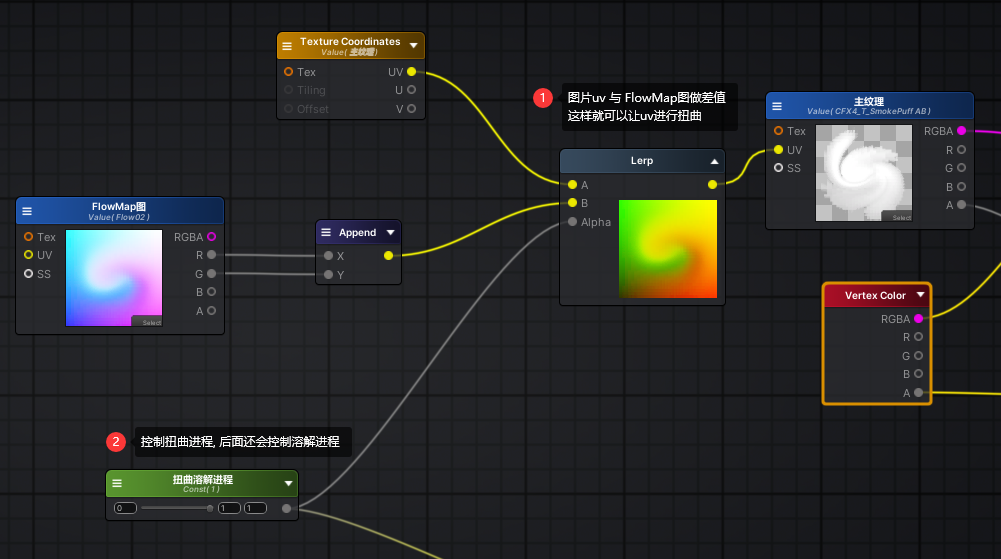 Texture Coordinates
Value( 主纹理 )
Tex
UV
Tiling
U
Offset
V
1
图片uv 与 FlowMap图做差值
这样就可以让uv进行扭曲
主纹理
Value( CFX4_T_SmokePuff AB )
Tex
RGBA
UV
R
SS
G
B
A
Select
Lerp
A
B
Alpha
FlowMap图
Value( Flow02 )
Tex
RGBA
UV
R
SS
G
B
A
Select
Append
X
Y
Vertex Color
RGBA
R
G
B
A
2
控制扭曲进程, 后面还会控制溶解进程
扭曲溶解进程
Const( 1 )
0
1
1